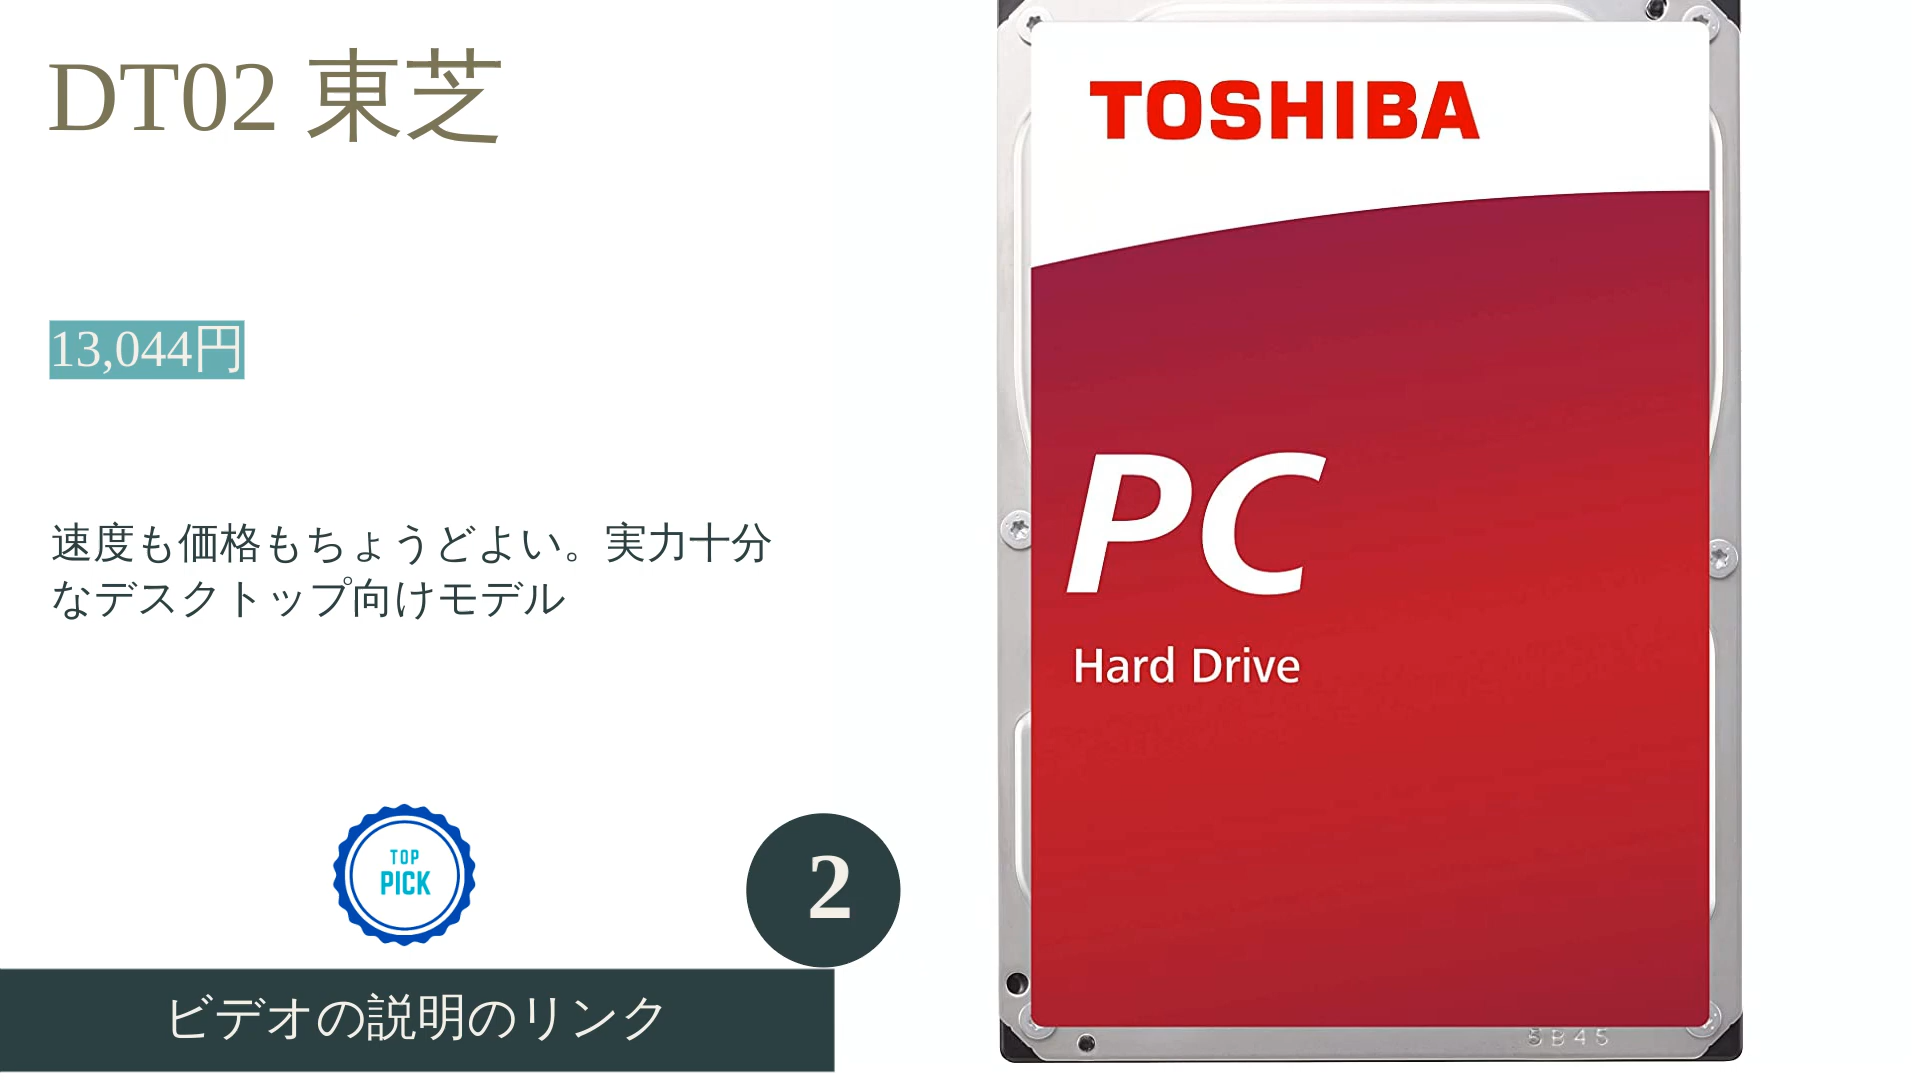 DT02 東芝
13,044円
速度も価格もちょうどよい。実力十分
なデスクトップ向けモデル
TOP
PICK
2
ビデオの説明のリンク
TOSHIBA
PC
Hard Drive
5B45